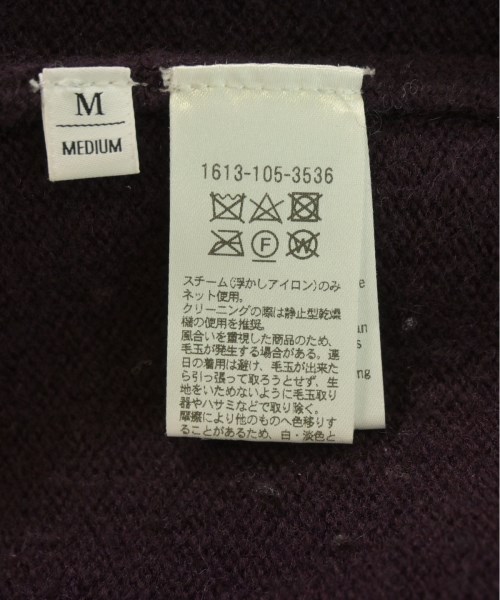 M
MEDIUM
1613-105-3536
F
W
スチーム(浮かしアイロン)のみ
ネット使用。
クリーニングの際は静止型乾燥
機の使用を推奨。
風合いを重視した商品のため、
毛玉が発生する場合がある。連
日の着用は避け、毛玉が出来た
ら引っ張って取ろうとせず、生
地をいためないように毛玉取り
器やハサミなどで取り除く。
摩擦により他のものへ色移りす
ることがあるため、白・淡色と